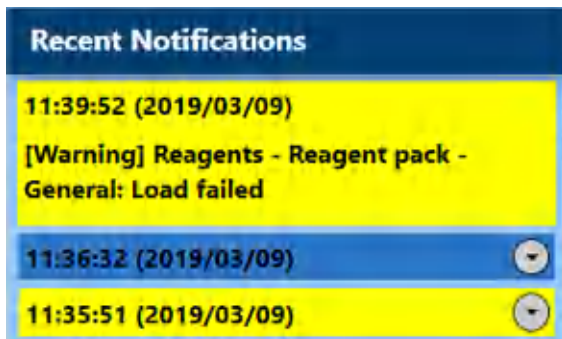 Recent Notifications
11:39:52 (2019/03/09)
[Warning] Reagents - Reagent pack -
General: Load failed
11:36:32 (2019/03/09)
11:35:51 (2019/03/09)